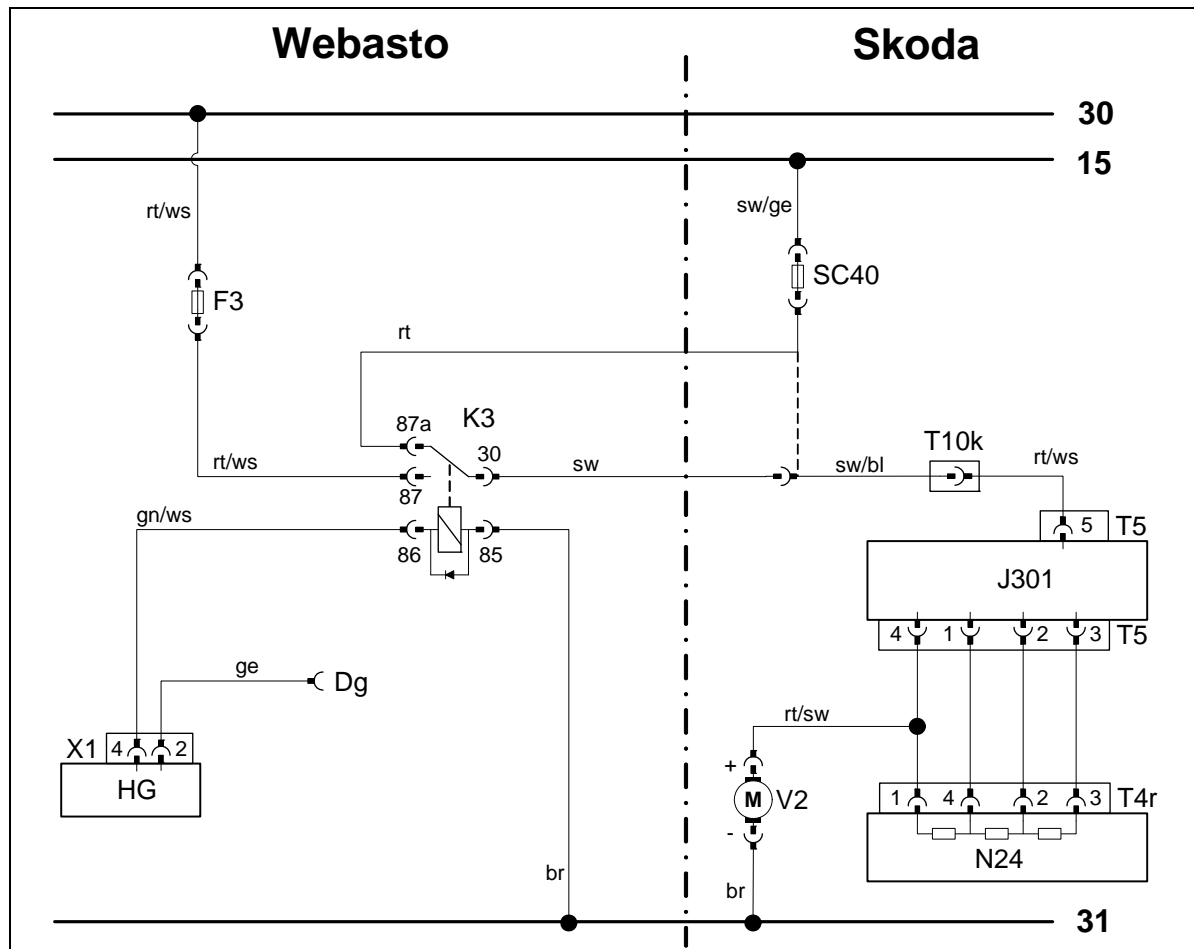 Webasto
Skoda
30
15
rt/ws
sw/ge
F3
SC40
rt
K3
87a
30
T10k
rt/ws
sw
sw/bl
rt/ws
87
gn/ws
86
85
5
T5
J301
4
1
2
3
T5
ge
Dg
rt/sw
X1
4
2
+
1
4
2
3
T4r
HG
M
V2
-
N24
br
br
31